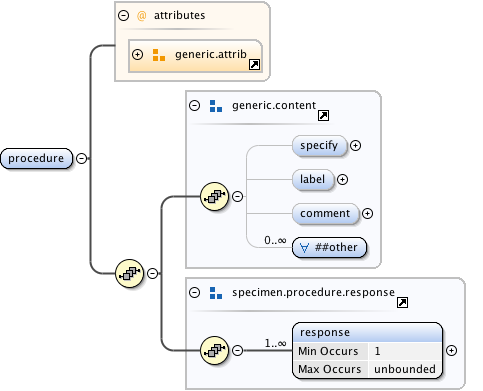 @ attributes
generic.attrib
generic.content
specify
label
procedure
comment
0..∞
∀ ##other
specimen.procedure.response
1..∞
response
Min Occurs 1
Max Occurs unbounded